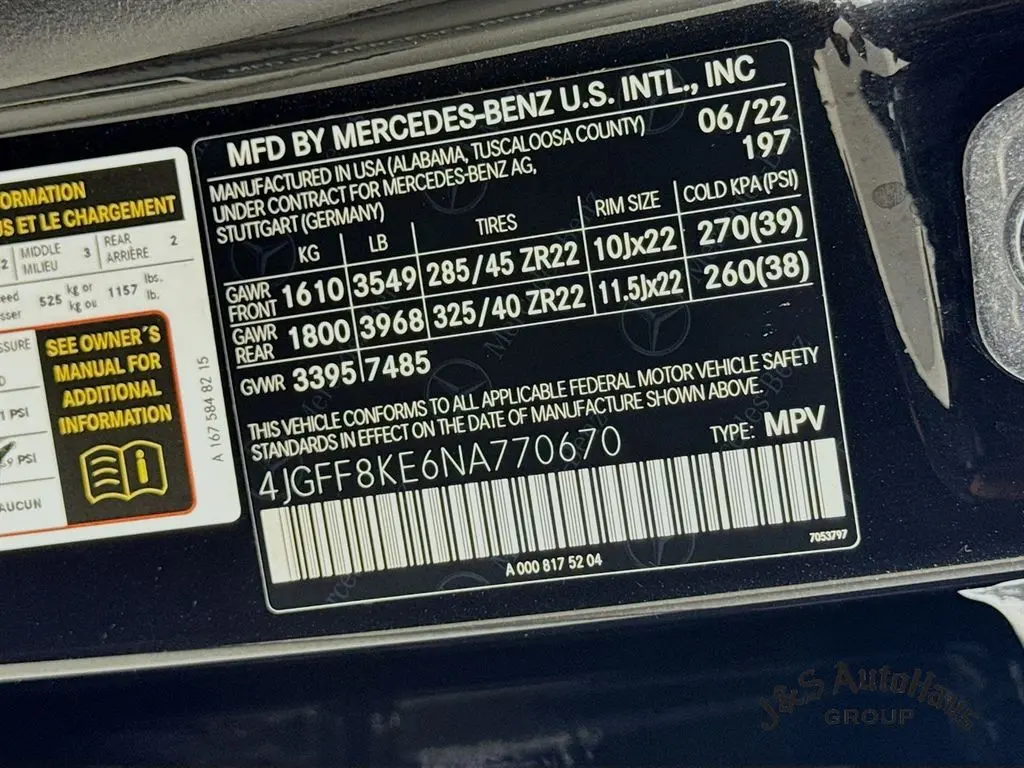 ORMATION
US ET LE CHARGEMENT
2 MIDDLE MILIEU 3 REAR ARRIÈRE 2
525 kg or kg ou 1157 lbs. lb.
SEE OWNER´S
MANUAL FOR
ADDITIONAL
INFORMATION
PSI
PSI
AUCUN
A 167 584 82 15
MFD BY MERCEDES-BENZ U.S. INTL., INC
MANUFACTURED IN USA (ALABAMA, TUSCALOOSA COUNTY) 06/22
UNDER CONTRACT FOR MERCEDES-BENZ AG, 197
STUTTGART (GERMANY)
KG LB TIRES RIM SIZE COLD KPA (PSI)
GAWR FRONT 1610 3549 285/45 ZR22 10Jx22 270(39)
GAWR REAR 1800 3968 325/40 ZR22 11.5Jx22 260(38)
GVWR 3395 7485
THIS VEHICLE CONFORMS TO ALL APPLICABLE FEDERAL MOTOR VEHICLE SAFETY
STANDARDS IN EFFECT ON THE DATE OF MANUFACTURE SHOWN ABOVE.
4JGFF8KE6NA770670 TYPE: MPV
A 000 817 52 04
7053797
J&S AutoHaus
GROUP